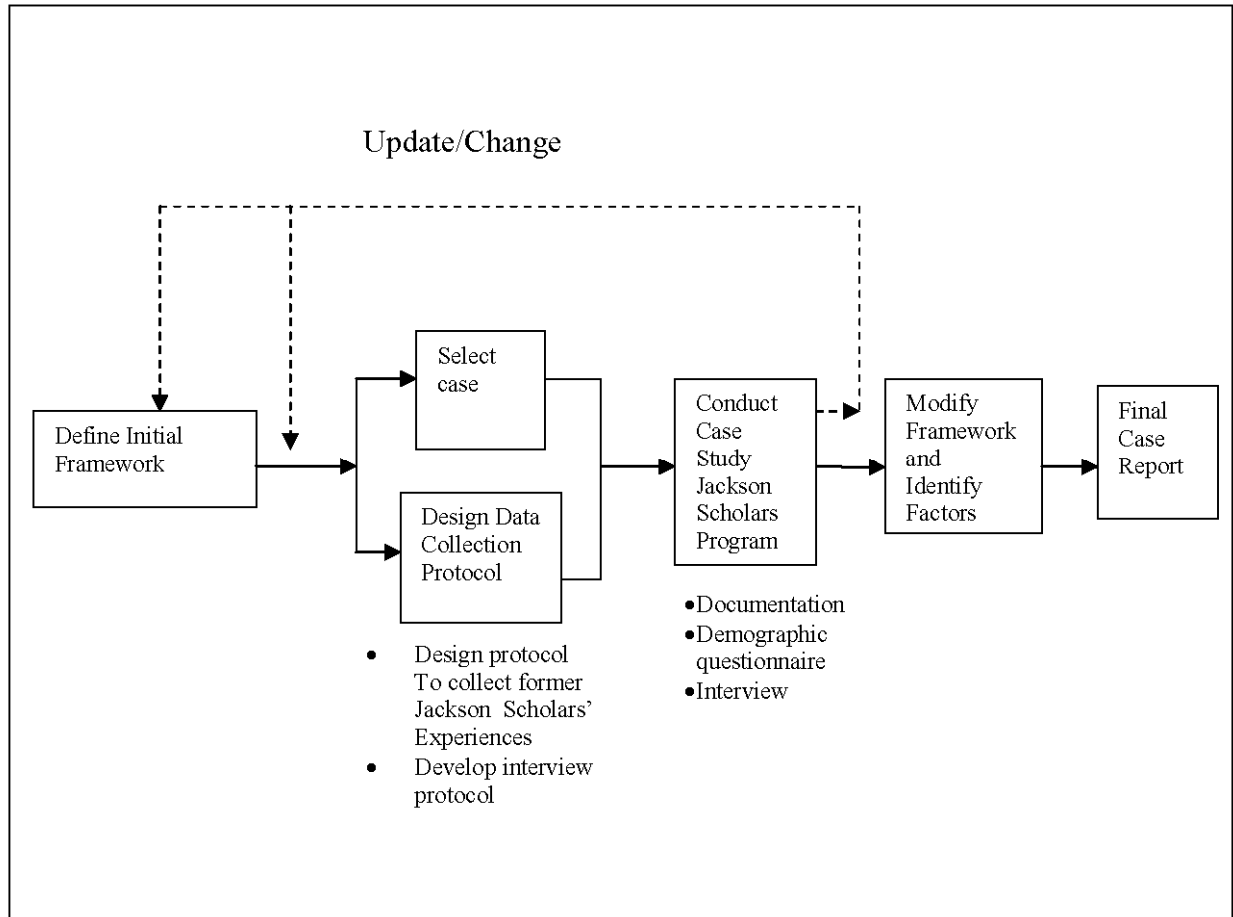 Update/Change
Define Initial
Framework
Select
case
Design Data
Collection
Protocol
• Design protocol
To collect former
Jackson Scholars'
Experiences
• Develop interview
protocol
Conduct
Case
Study
Jackson
Scholars
Program
•Documentation
•Demographic
questionnaire
•Interview
Modify
Framework
and
Identify
Factors
Final
Case
Report